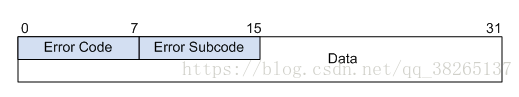 0 7 15 31
Error Code Error Subcode
Data
https://blog.csdn.net/qq_38265137